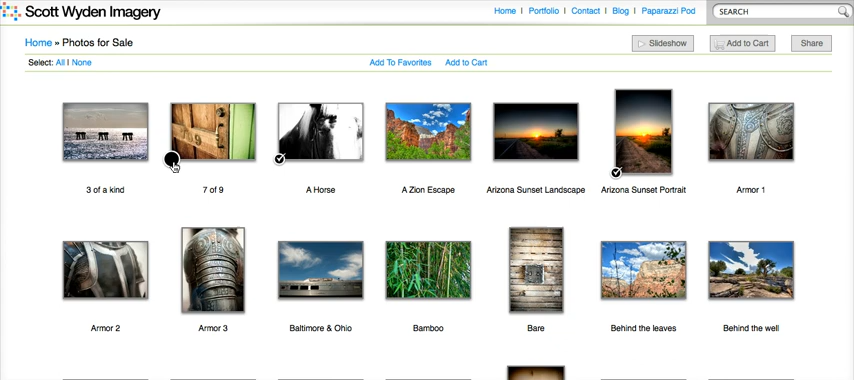 Scott Wyden Imagery
Home | Portfolio | Contact | Blog | Paparazzi Pod
SEARCH
Home » Photos for Sale
Slideshow
Add to Cart
Share
Select: All | None
Add To Favorites
Add to Cart
3 of a kind
7 of 9
A Horse
A Zion Escape
Arizona Sunset Landscape
Arizona Sunset Portrait
Armor 1
Armor 2
Armor 3
Baltimore & Ohio
Bamboo
Bare
Behind the leaves
Behind the well